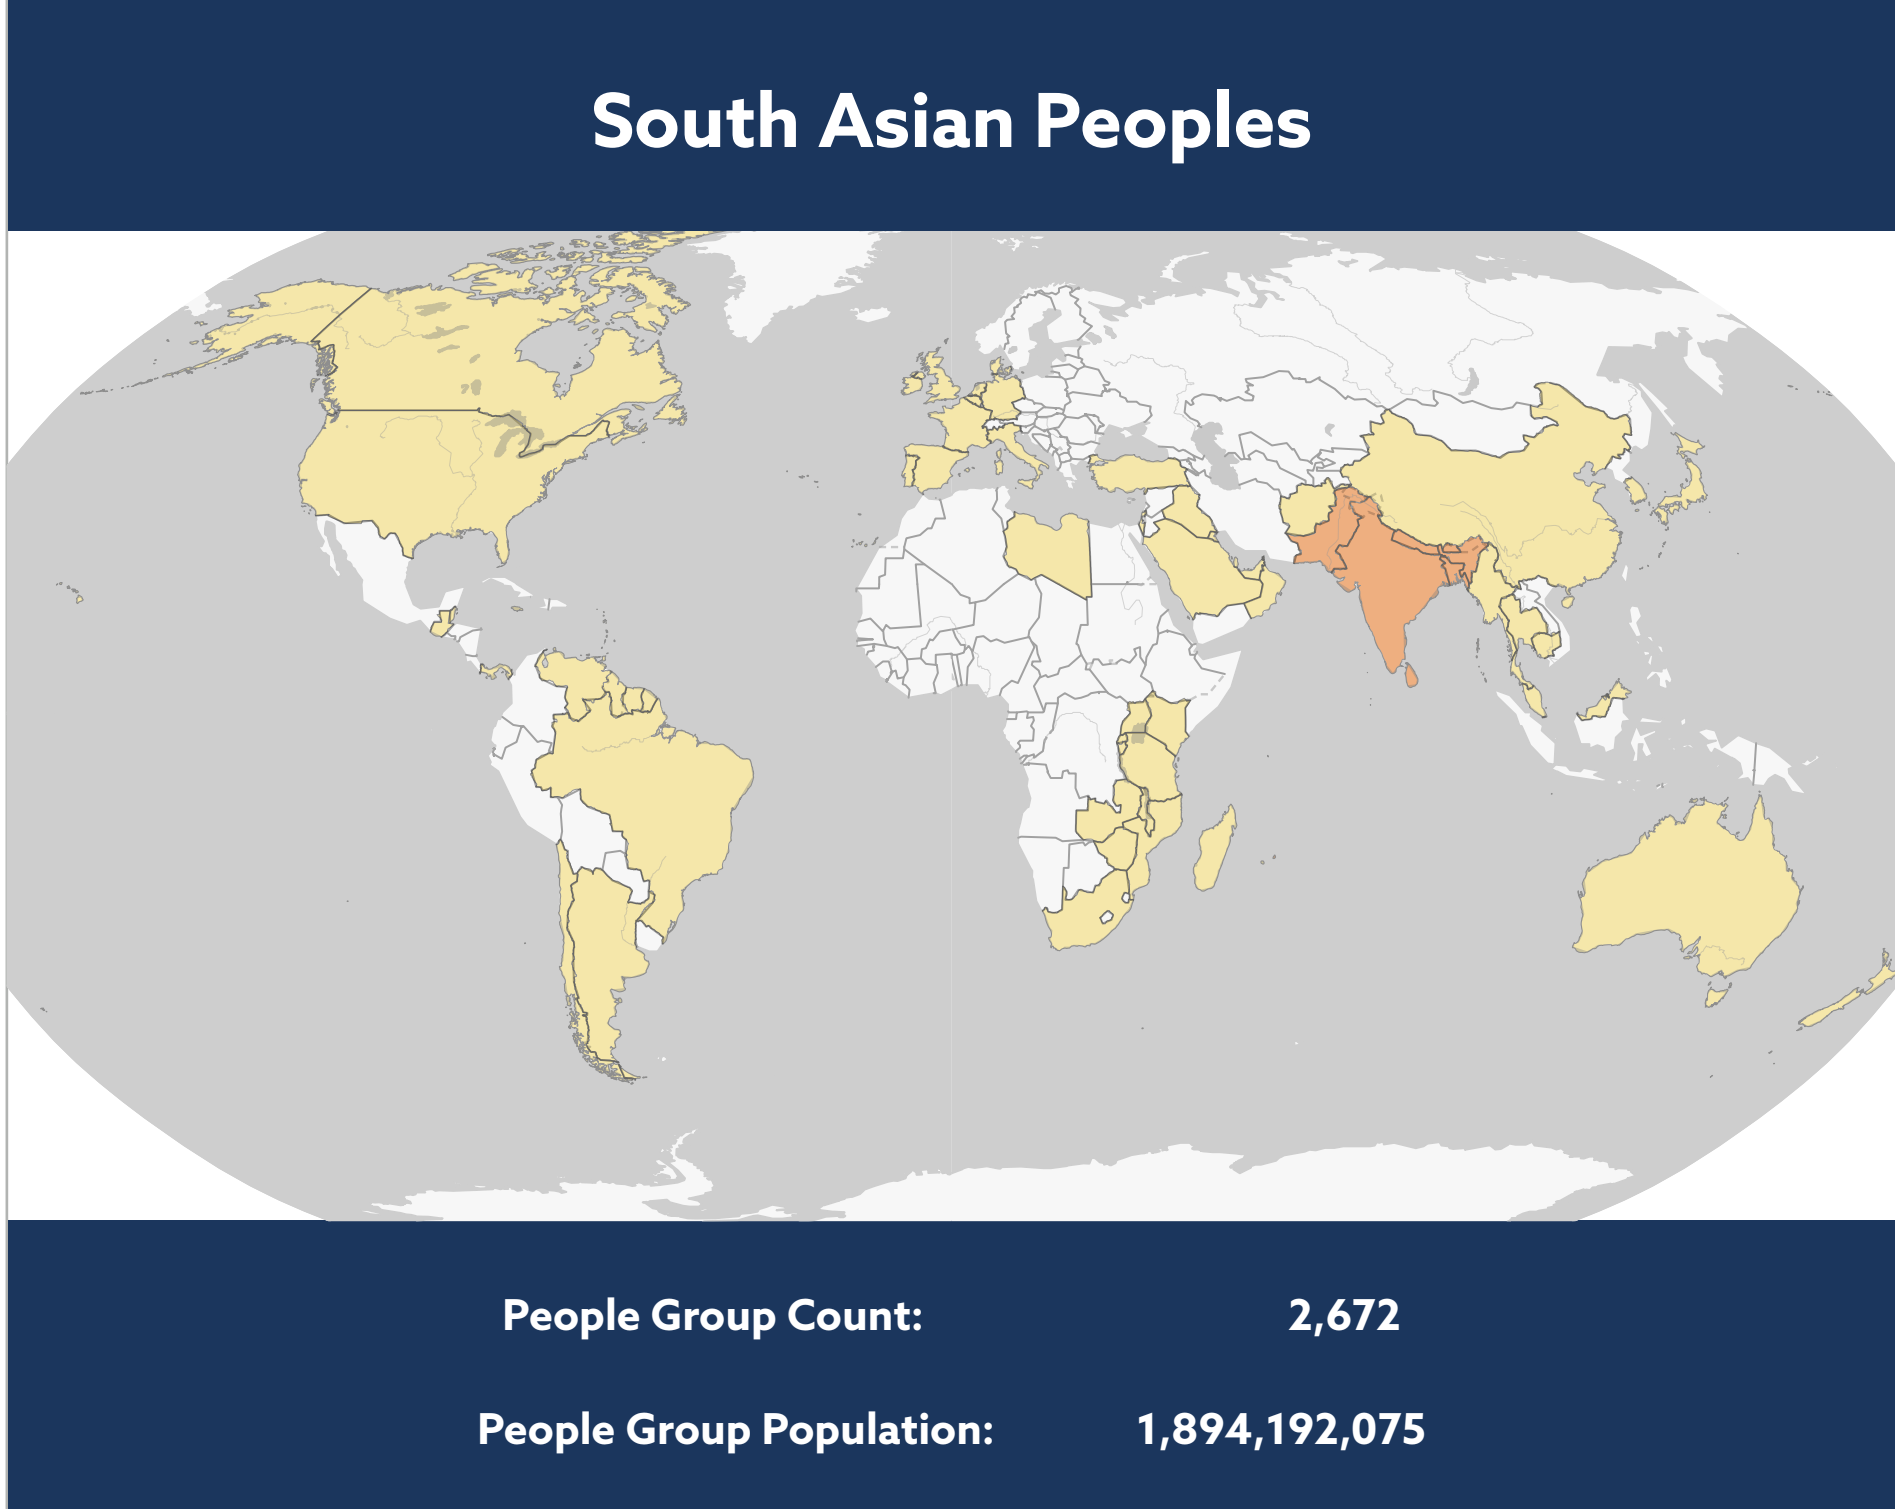 South Asian Peoples
People Group Count: 2,672
People Group Population: 1,894,192,075